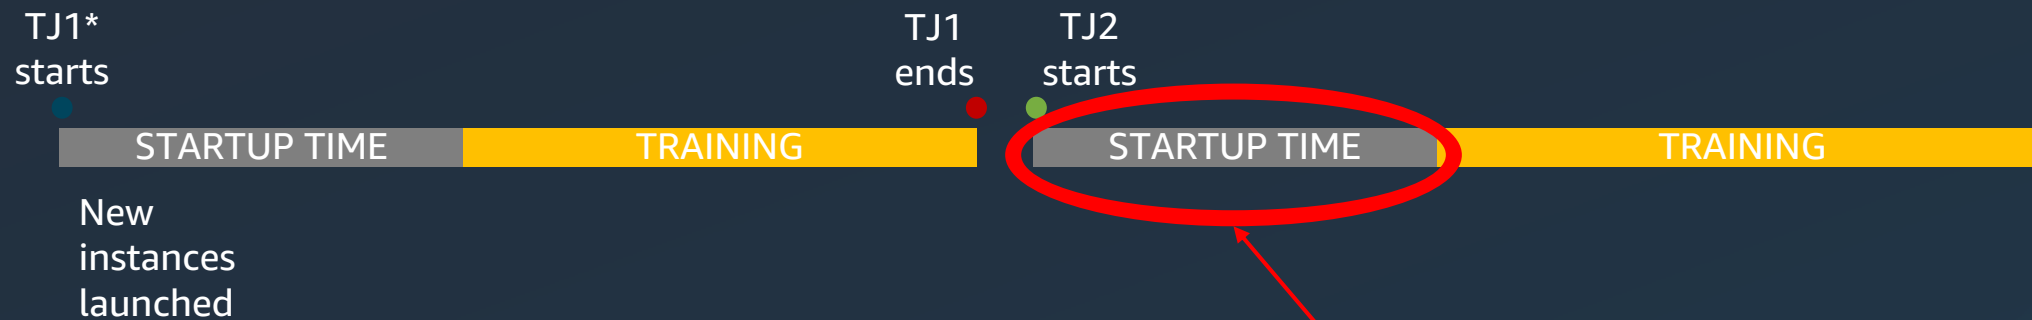 TJ1*
starts
TJ1
ends
TJ2
starts
STARTUP TIME
TRAINING
STARTUP TIME
TRAINING
New
instances
launched